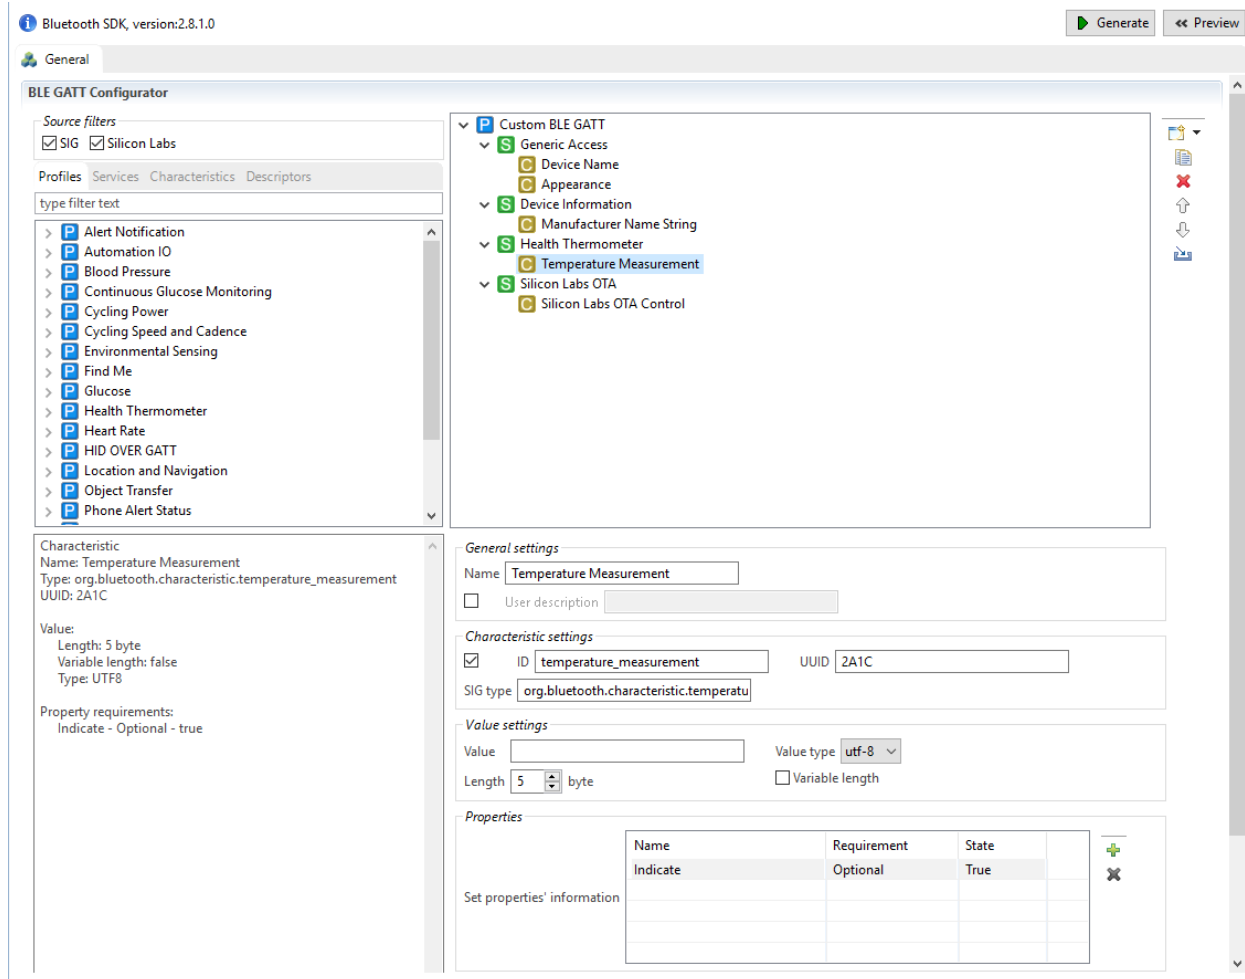 Bluetooth SDK, version:2.8.1.0
Generate
Preview
General
BLE GATT Configurator
Source filters
SIG
Silicon Labs
Profiles Services Characteristics Descriptors
type filter text
P Alert Notification
P Automation IO
P Blood Pressure
P Continuous Glucose Monitoring
P Cycling Power
P Cycling Speed and Cadence
P Environmental Sensing
P Find Me
P Glucose
P Health Thermometer
P Heart Rate
P HID OVER GATT
P Location and Navigation
P Object Transfer
P Phone Alert Status
P Custom BLE GATT
S Generic Access
C Device Name
C Appearance
S Device Information
C Manufacturer Name String
S Health Thermometer
C Temperature Measurement
S Silicon Labs OTA
C Silicon Labs OTA Control
Characteristic
Name: Temperature Measurement
Type: org.bluetooth.characteristic.temperature_measurement
UUID: 2A1C
Value:
Length: 5 byte
Variable length: false
Type: UTF8
Property requirements:
Indicate - Optional - true
General settings
Name Temperature Measurement
User description
Characteristic settings
ID temperature_measurement UUID 2A1C
SIG type org.bluetooth.characteristic.temperatu
Value settings
Value Value type utf-8
Length 5 byte Variable length
Properties
Name Requirement State
Indicate Optional True
Set properties' information